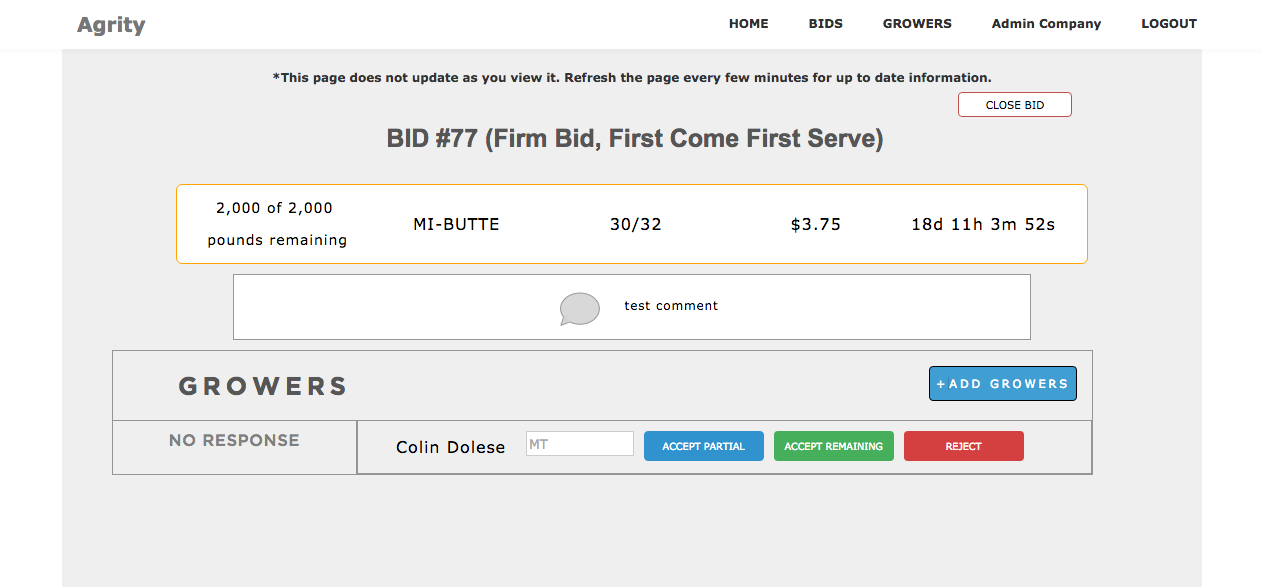 Agrity
HOME BIDS GROWERS Admin Company LOGOUT
*This page does not update as you view it. Refresh the page every few minutes for up to date information.
CLOSE BID
BID #77 (Firm Bid, First Come First Serve)
2,000 of 2,000
pounds remaining
MI-BUTTE
30/32
$3.75
18d 11h 3m 52s
test comment
GROWERS
+ADD GROWERS
NO RESPONSE
Colin Dolese
MT
ACCEPT PARTIAL
ACCEPT REMAINING
REJECT